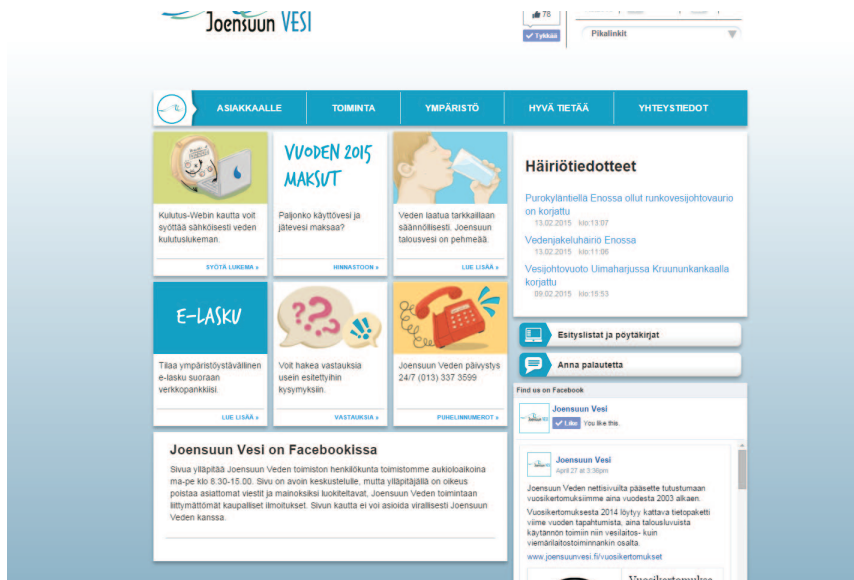 Joensuun VESI
78
Tykkää
Pikalinkit
ASIAKKAALLE
TOIMINTA
YMPÄRISTÖ
HYVÄ TIETÄÄ
YHTEYSTIEDOT
Kulutus-Webin kautta voit
syöttää sähköisesti veden
kulutuslukeman.
SYÖTÄ LUKEMA »
VUODEN 2015
MAKSUT
Paljonko käyttövesi ja
jätevesi maksaa?
HINNASTOON »
Veden laatua tarkkaillaan
säännöllisesti. Joensuun
talousvesi on pehmeää.
LUE LISÄÄ »
Häiriötiedotteet
Purokyläntiellä Enossa ollut runkovesijohtovaurio
on korjattu
13.02.2015 klo:13:07
Vedenjakeluhäiriö Enossa
13.02.2015 klo:11:06
Vesijohtovuoto Uimaharjussa Kruununkankaalla
korjattu
09.02.2015 klo:15:53
E-LASKU
Tilaa ympäristöystävällinen
e-lasku suoraan
verkkopankkiisi.
LUE LISÄÄ »
Voit hakea vastauksia
usein esitettyihin
kysymyksiin.
VASTAUKSIA »
Joensuun Veden päivystys
24/7 (013) 337 3599
PUHELINNUMEROT »
Esityslistat ja pöytäkirjat
Anna palautetta
Joensuun Vesi on Facebookissa
Sivua ylläpitää Joensuun Veden toimiston henkilökunta toimistomme aukioloaikoina
ma-pe klo 8.30-15.00. Sivu on avoin keskustelulle, mutta ylläpitäjällä on oikeus
poistaa asiattomat viestit ja mainoksiksi luokiteltavat, Joensuun Veden toimintaan
liittymättömät kaupalliset ilmoitukset. Sivun kautta ei voi asioida virallisesti Joensuun
Veden kanssa.
Find us on Facebook
Joensuun Vesi
Like You like this.
Joensuun Vesi
April 27 at 3:36pm
Joensuun Veden nettisivuilta pääsette tutustumaan
vuosikertomuksiimme aina vuodesta 2003 alkaen.
Vuosikertomuksesta 2014 löytyy kattava tietopaketti
viime vuoden tapahtumista, aina talousluvuista
käytännön toimiin niin vesilaitos- kuin
viemärilaitostoiminnankin osalta.
www.joensuunvesi.fi/vuosikertomukset
Vuosikertomuksa